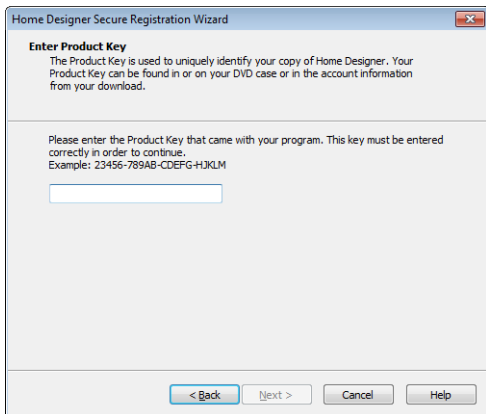 Home Designer Secure Registration Wizard
Enter Product Key
The Product Key is used to uniquely identify your copy of Home Designer. Your
Product Key can be found in or on your DVD case or in the account information
from your download.
Please enter the Product Key that came with your program. This key must be entered
correctly in order to continue.
Example: 23456-789AB-CDEFG-HJKLM
< Back Next > Cancel Help